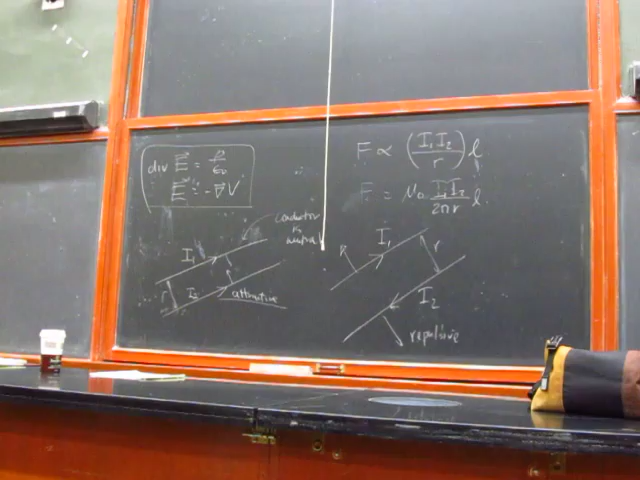 div E⃗ = ρ/ε₀
E⃗ = -∇V
F ∝ (I₁I₂/r) l
F = μ₀ I₁I₂/2πr l
conductor
is
neutral
I₁
r
I₂
attractive
I₁
r
I₂
repulsive